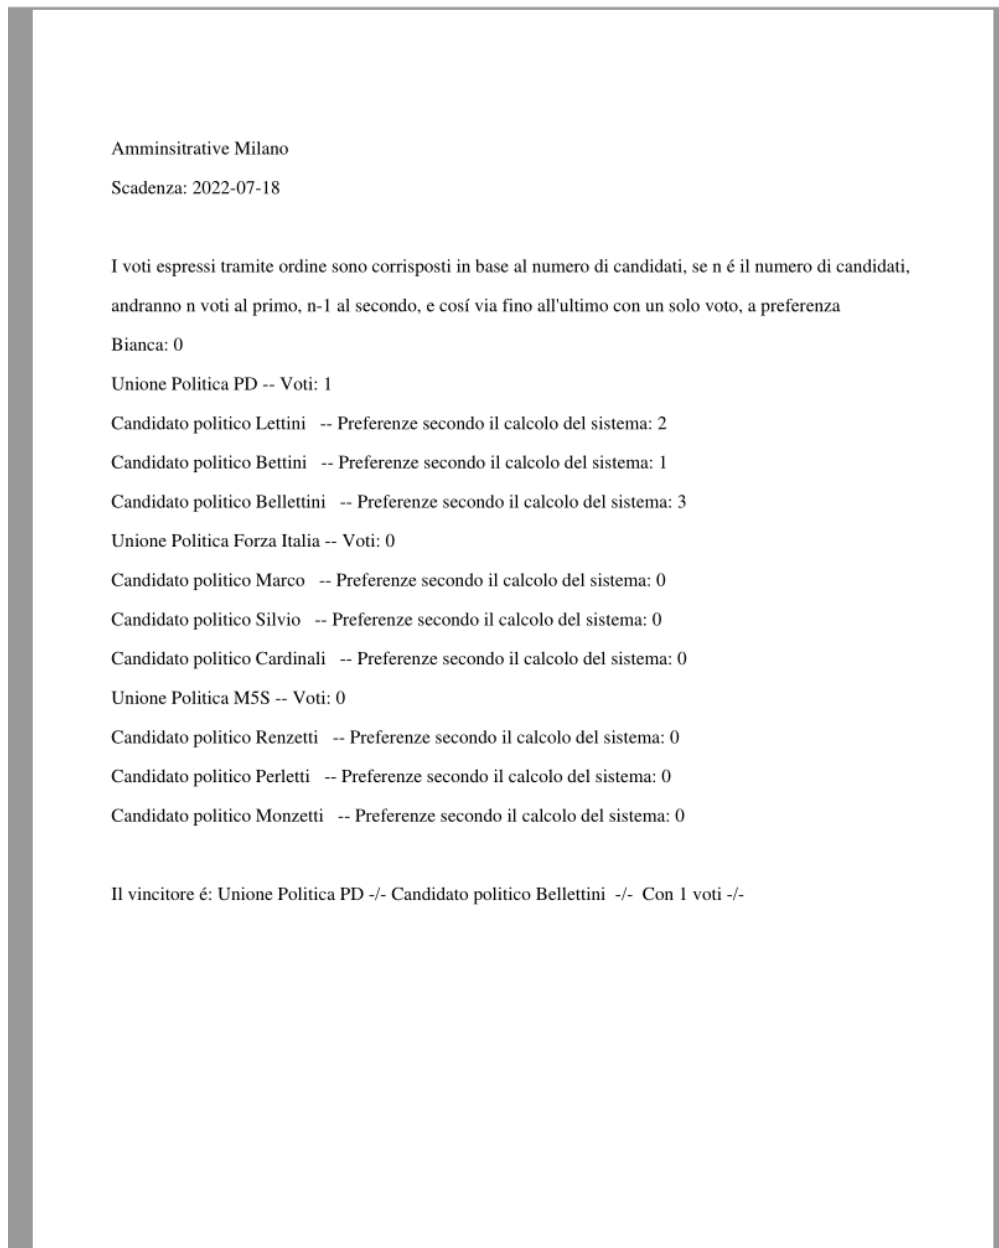 Amminsitrative Milano
Scadenza: 2022-07-18
I voti espressi tramite ordine sono corrisposti in base al numero di candidati, se n é il numero di candidati,
andranno n voti al primo, n-1 al secondo, e cosí via fino all'ultimo con un solo voto, a preferenza
Bianca: 0
Unione Politica PD -- Voti: 1
Candidato politico Lettini   -- Preferenze secondo il calcolo del sistema: 2
Candidato politico Bettini   -- Preferenze secondo il calcolo del sistema: 1
Candidato politico Bellettini   -- Preferenze secondo il calcolo del sistema: 3
Unione Politica Forza Italia -- Voti: 0
Candidato politico Marco   -- Preferenze secondo il calcolo del sistema: 0
Candidato politico Silvio   -- Preferenze secondo il calcolo del sistema: 0
Candidato politico Cardinali   -- Preferenze secondo il calcolo del sistema: 0
Unione Politica M5S -- Voti: 0
Candidato politico Renzetti   -- Preferenze secondo il calcolo del sistema: 0
Candidato politico Perletti   -- Preferenze secondo il calcolo del sistema: 0
Candidato politico Monzetti   -- Preferenze secondo il calcolo del sistema: 0
Il vincitore é: Unione Politica PD -/- Candidato politico Bellettini  -/-  Con 1 voti -/-